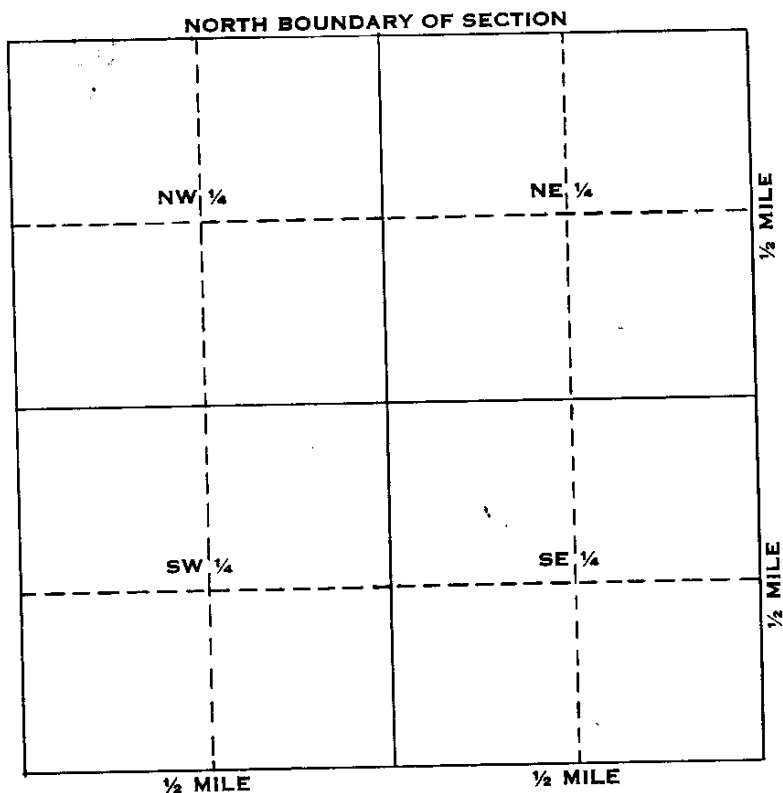 NORTH BOUNDARY OF SECTION
NW ¼
NE ¼
½ MILE
SW ¼
SE ¼
½ MILE
½ MILE
½ MILE